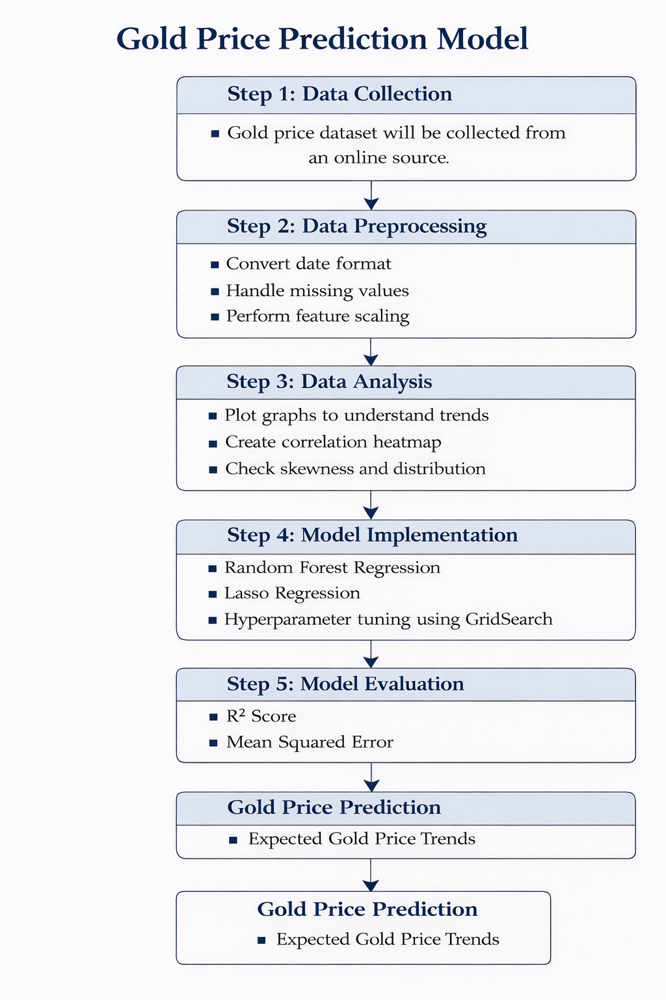 Gold Price Prediction Model
Step 1: Data Collection
▪ Gold price dataset will be collected from
an online source.
Step 2: Data Preprocessing
▪ Convert date format
▪ Handle missing values
▪ Perform feature scaling
Step 3: Data Analysis
▪ Plot graphs to understand trends
▪ Create correlation heatmap
▪ Check skewness and distribution
Step 4: Model Implementation
▪ Random Forest Regression
▪ Lasso Regression
▪ Hyperparameter tuning using GridSearch
Step 5: Model Evaluation
▪ R² Score
▪ Mean Squared Error
Gold Price Prediction
▪ Expected Gold Price Trends
Gold Price Prediction
▪ Expected Gold Price Trends